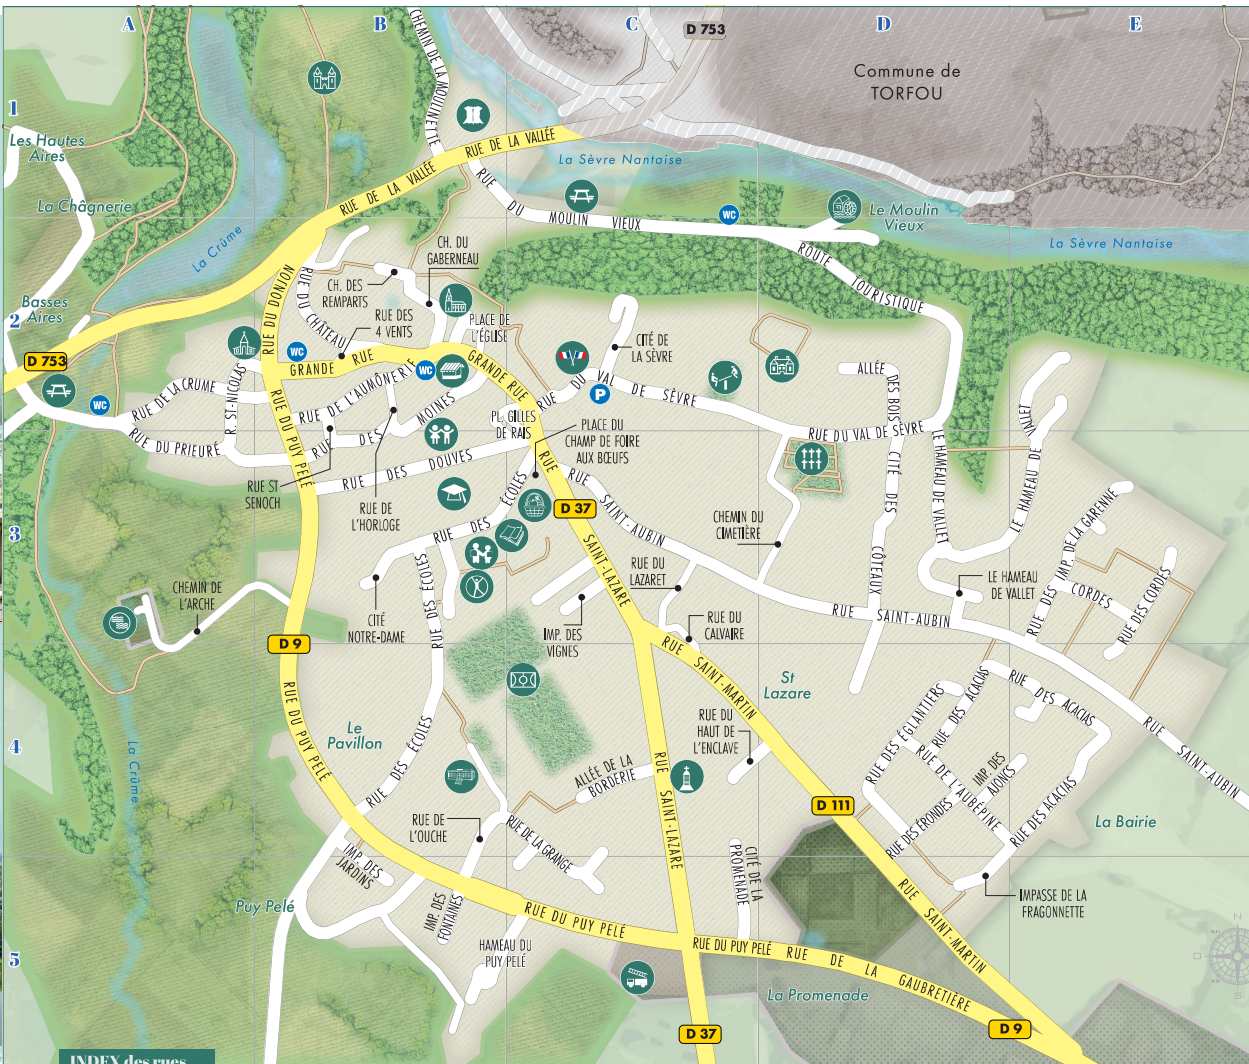 A
B
C
D
E
1
2
3
4
5
D 753
Commune de
TORFOU
CHEMIN DE LA MOULINETTE
Les Hautes
Aires
RUE DE LA VALLÉE
La Sèvre Nantaise
RUE DE LA VALLÉE
La Châgnerie
RUE DU MOULIN VIEUX
WC
Le Moulin
Vieux
La Sèvre Nantaise
La Crûme
CH. DU
GABERNEAU
ROUTE TOURISTIQUE
RUE DU DONJON
RUE DU CHÂTEAU
CH. DES
REMPARTS
Basses
Aires
RUE DES
4 VENTS
PLACE DE
L'ÉGLISE
CITÉ DE
LA SÈVRE
D 753
WC
GRANDE RUE
WC
GRANDE RUE
ALLÉE DES BOIS
RUE DE LA CRUME
R. ST-NICOLAS
RUE DE L'AUMÔNERIE
RUE DU VAL DE SÈVRE
P
WC
RUE DU PRIEURÉ
RUE DU PUY PELÉ
RUE DES MOINES
PL. GILLES
DE RAIS
PLACE DU
CHAMP DE FOIRE
AUX BŒUFS
RUE DU VAL DE SÈVRE
LE HAMEAU DE VALLET
LE HAMEAU DE VALLET
RUE ST
SENOCH
RUE DES DOUVES
RUE DE
L'HORLOGE
RUE DES ÉCOLES
D 37
RUE SAINT-LAZARE
RUE SAINT-AUBIN
CHEMIN DU
CIMETIÈRE
CITÉ DES CÔTEAUX
RUE DES IMP. DE LA GARENNE
CHEMIN DE
L'ARCHE
CITÉ
NOTRE-DAME
RUE DES ÉCOLES
IMP. DES
VIGNES
RUE DU
LAZARET
RUE DU
CALVAIRE
LE HAMEAU
DE VALLET
CORDES
RUE DES CORDES
RUE SAINT-AUBIN
D 9
RUE SAINT-MARTIN
St
Lazare
RUE DU PUY PELÉ
Le
Pavillon
RUE DES ÉCOLES
RUE DU
HAUT DE
L'ENCLAVE
RUE DES ÉGLANTIERS
RUE DES ACACIAS
RUE DES ACACIAS
RUE SAINT-AUBIN
La Crûme
ALLÉE DE LA
BORDERIE
RUE SAINT-LAZARE
RUE DE L'AUBÉPINE
IMP. DES
AJONCS
D 111
RUE DES ÉRONDES
RUE DES ACACIAS
La Bairie
RUE DE
L'OUCHE
RUE DE LA GRANGE
IMP. DES
JARDINS
CITÉ DE LA
PROMENADE
Puy Pelé
IMP. DES
FONTAINES
RUE DU PUY PELÉ
RUE SAINT-MARTIN
IMPASSE DE LA
FRAGONNETTE
HAMEAU DU
PUY PELÉ
RUE DU PUY PELÉ
RUE DE LA GAUBRETIÈRE
La Promenade
D 37
D 9
N
O
S
INDEX des rues